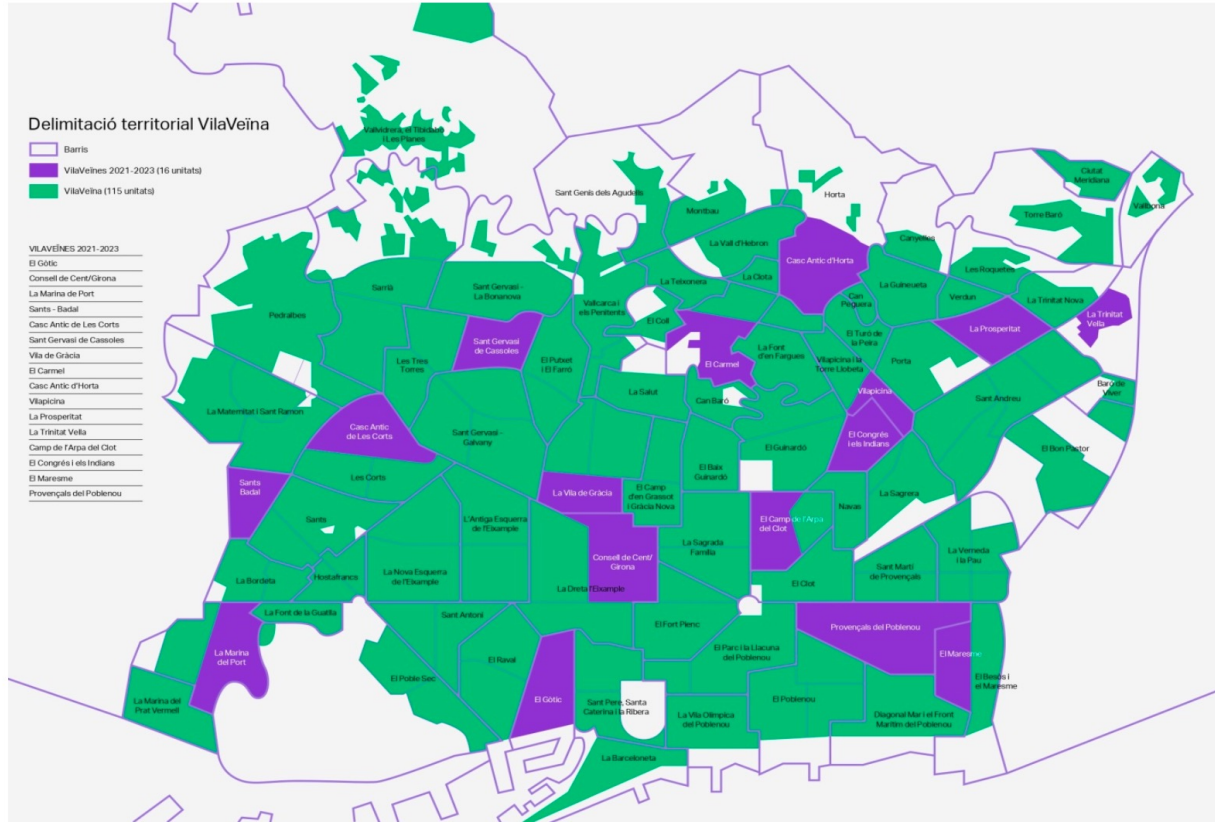 Delimitació territorial VilaVeïna
Barris
VilaVeïnes 2021-2023 (16 unitats)
VilaVeïna (115 unitats)
VILAVEÏNES 2021-2023
El Gòtic
Consell de Cent/Girona
La Marina de Port
Sants - Badal
Casc Antic de Les Corts
Sant Gervasi de Cassoles
Vila de Gràcia
El Carmel
Casc Antic d'Horta
Vilapicina
La Prosperitat
La Trinitat Vella
Camp de l'Arpa del Clot
El Congrés i els Indians
El Maresme
Provençals del Poblenou
Vallvidrera, el Tibidabo
i Les Planes
Sant Genís dels Agudells
Montbau
Horta
Ciutat
Meridiana
Vallbona
Torre Baró
La Vall d'Hebron
Canyelles
Casc Antic d'Horta
Les Roquetes
La Teixonera
La Clota
La Guineueta
Verdun
La Trinitat Nova
Can
Peguera
Sarrià
Sant Gervasi -
La Bonanova
Vallcarca i
els Penitents
El Coll
Pedralbes
La Trinitat
Vella
La Prosperitat
El Turó de
la Peira
Sant Gervasi
de Cassoles
La Font
d'en Fargues
El Carmel
Les Tres
Torres
El Putxet
i El Farró
Vilapicina i la
Torre Llobeta
Porta
La Salut
Can Baró
Vilapicina
Sant Andreu
Baró de
Viver
La Maternitat i Sant Ramon
Casc Antic
de Les Corts
Sant Gervasi -
Galvany
El Congrés
i els Indians
El Guinardó
El Bon Pastor
El Baix
Guinardó
Les Corts
Sants
Badal
La Vila de Gràcia
El Camp
d'en Grassot
i Gràcia Nova
La Sagrera
Navas
Sants
L'Antiga Esquerra
de l'Eixample
El Camp de l'Arpa
del Clot
La Sagrada
Família
Consell de Cent/
Girona
La Verneda
i la Pau
Sant Martí
de Provençals
La Bordeta
Hostafrancs
La Nova Esquerra
de l'Eixample
La Dreta l'Eixample
El Clot
La Font de la Guatlla
Sant Antoni
El Fort Pienc
Provençals del Poblenou
La Marina
del Port
El Raval
El Parc i la Llacuna
del Poblenou
El Maresme
El Poble Sec
El Besòs i
el Maresme
La Marina del
Prat Vermell
El Gòtic
Sant Pere, Santa
Caterina i la Ribera
El Poblenou
La Vila Olímpica
del Poblenou
Diagonal Mar i el Front
Marítim del Poblenou
La Barceloneta